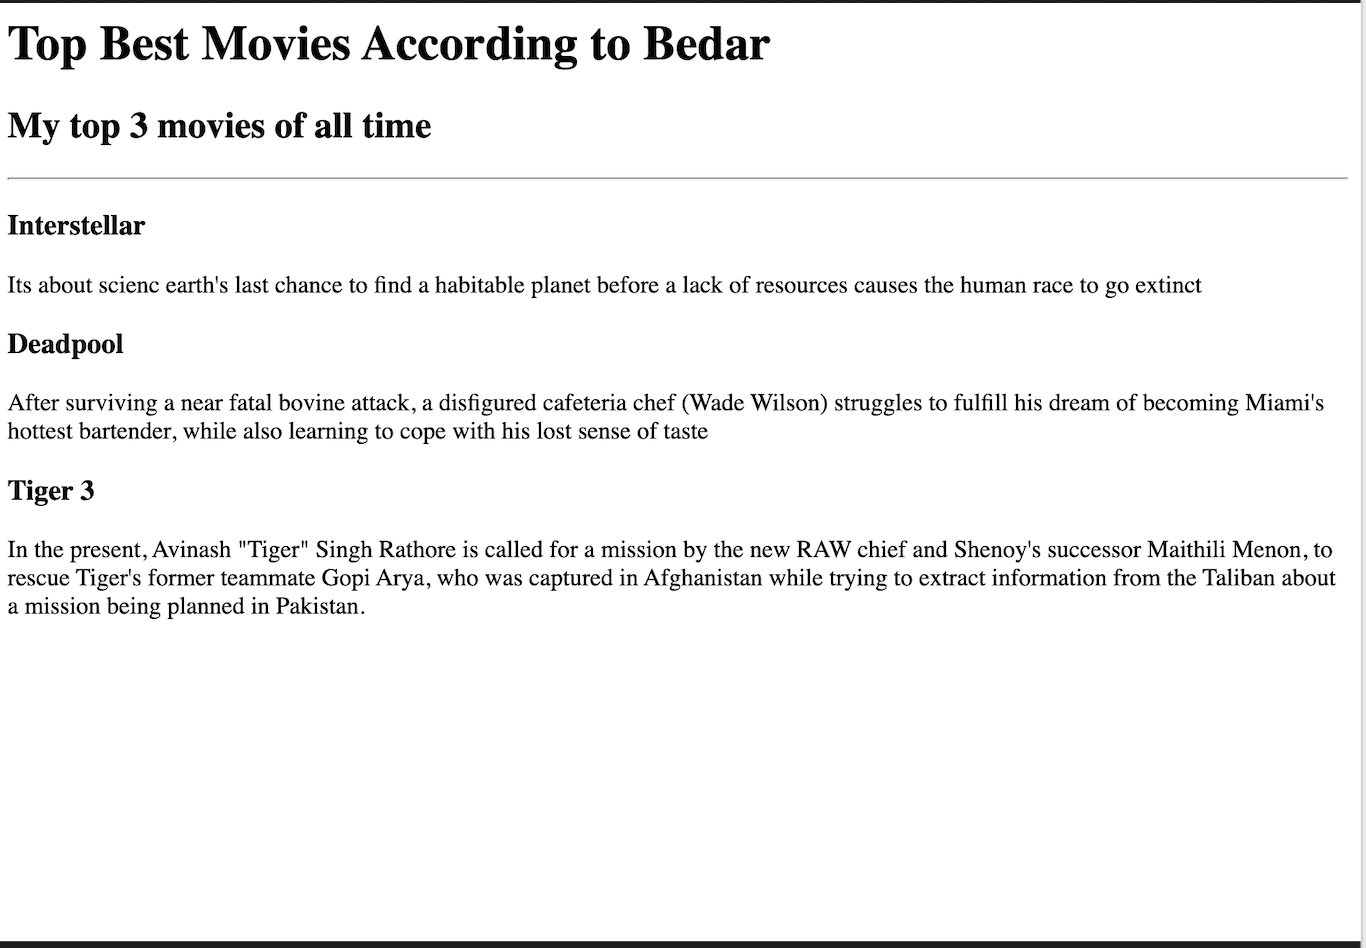 Top Best Movies According to Bedar
My top 3 movies of all time
Interstellar
Its about scienc earth's last chance to find a habitable planet before a lack of resources causes the human race to go extinct
Deadpool
After surviving a near fatal bovine attack, a disfigured cafeteria chef (Wade Wilson) struggles to fulfill his dream of becoming Miami's
hottest bartender, while also learning to cope with his lost sense of taste
Tiger 3
In the present, Avinash "Tiger" Singh Rathore is called for a mission by the new RAW chief and Shenoy's successor Maithili Menon, to
rescue Tiger's former teammate Gopi Arya, who was captured in Afghanistan while trying to extract information from the Taliban about
a mission being planned in Pakistan.